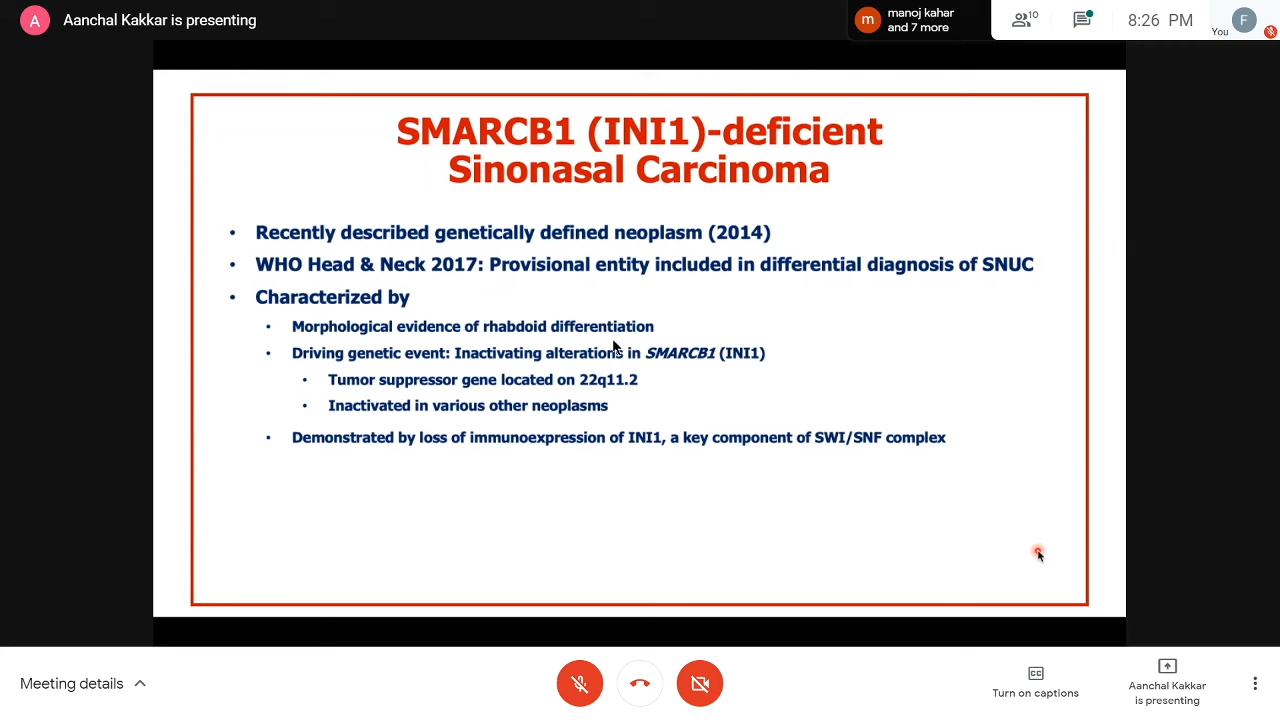 A Aanchal Kakkar is presenting
m manoj kahar
and 7 more
10
8:26 PM
You F
SMARCB1 (INI1)-deficient
Sinonasal Carcinoma
• Recently described genetically defined neoplasm (2014)
• WHO Head & Neck 2017: Provisional entity included in differential diagnosis of SNUC
• Characterized by
• Morphological evidence of rhabdoid differentiation
• Driving genetic event: Inactivating alterations in SMARCB1 (INI1)
• Tumor suppressor gene located on 22q11.2
• Inactivated in various other neoplasms
• Demonstrated by loss of immunoexpression of INI1, a key component of SWI/SNF complex
Meeting details
CC
Turn on captions
Aanchal Kakkar
is presenting